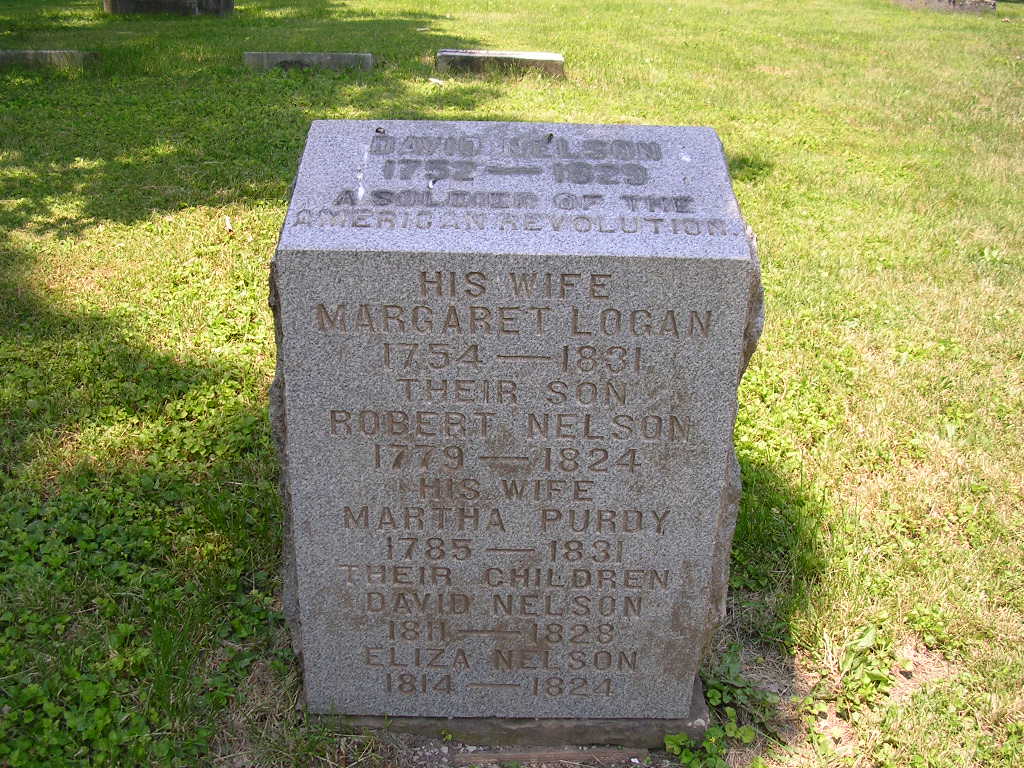 DAVID NELSON
1752 — 1829
A SOLDIER OF THE
AMERICAN REVOLUTION.
HIS WIFE
MARGARET LOGAN
1754 — 1831.
THEIR SON
ROBERT NELSON
1779 — 1824
HIS WIFE
MARTHA PURDY
1785 — 1831
THEIR CHILDREN
DAVID NELSON
1811 — 1828
ELIZA NELSON
1814 — 1824